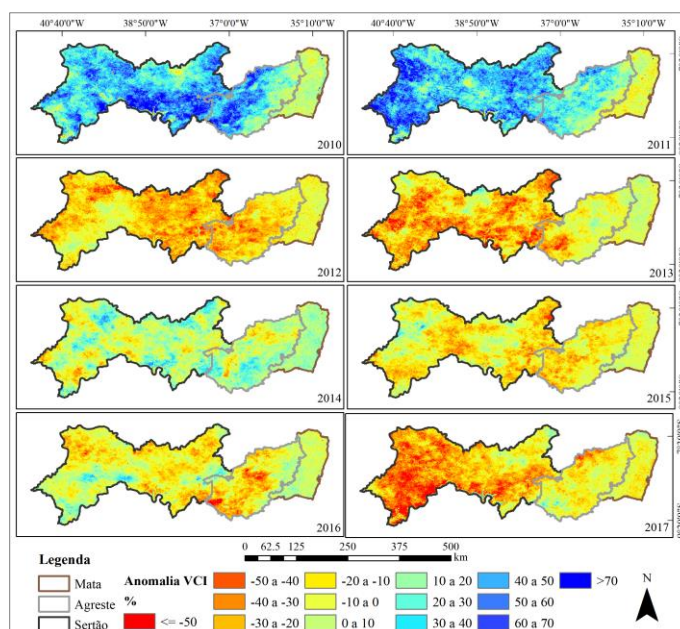 40°40'0"W 38°50'0"W 37°0'0"W 35°10'0"W 40°40'0"W 38°50'0"W 37°0'0"W 35°10'0"W
2010
2011
2012
2013
2014
2015
2016
2017
Legenda
Mata
Agreste
Sertão
0 62.5 125 250 375 500
km
Anomalia VCI
%
<= -50
-50 a -40
-40 a -30
-30 a -20
-20 a -10
-10 a 0
0 a 10
10 a 20
20 a 30
30 a 40
40 a 50
50 a 60
60 a 70
>70
N